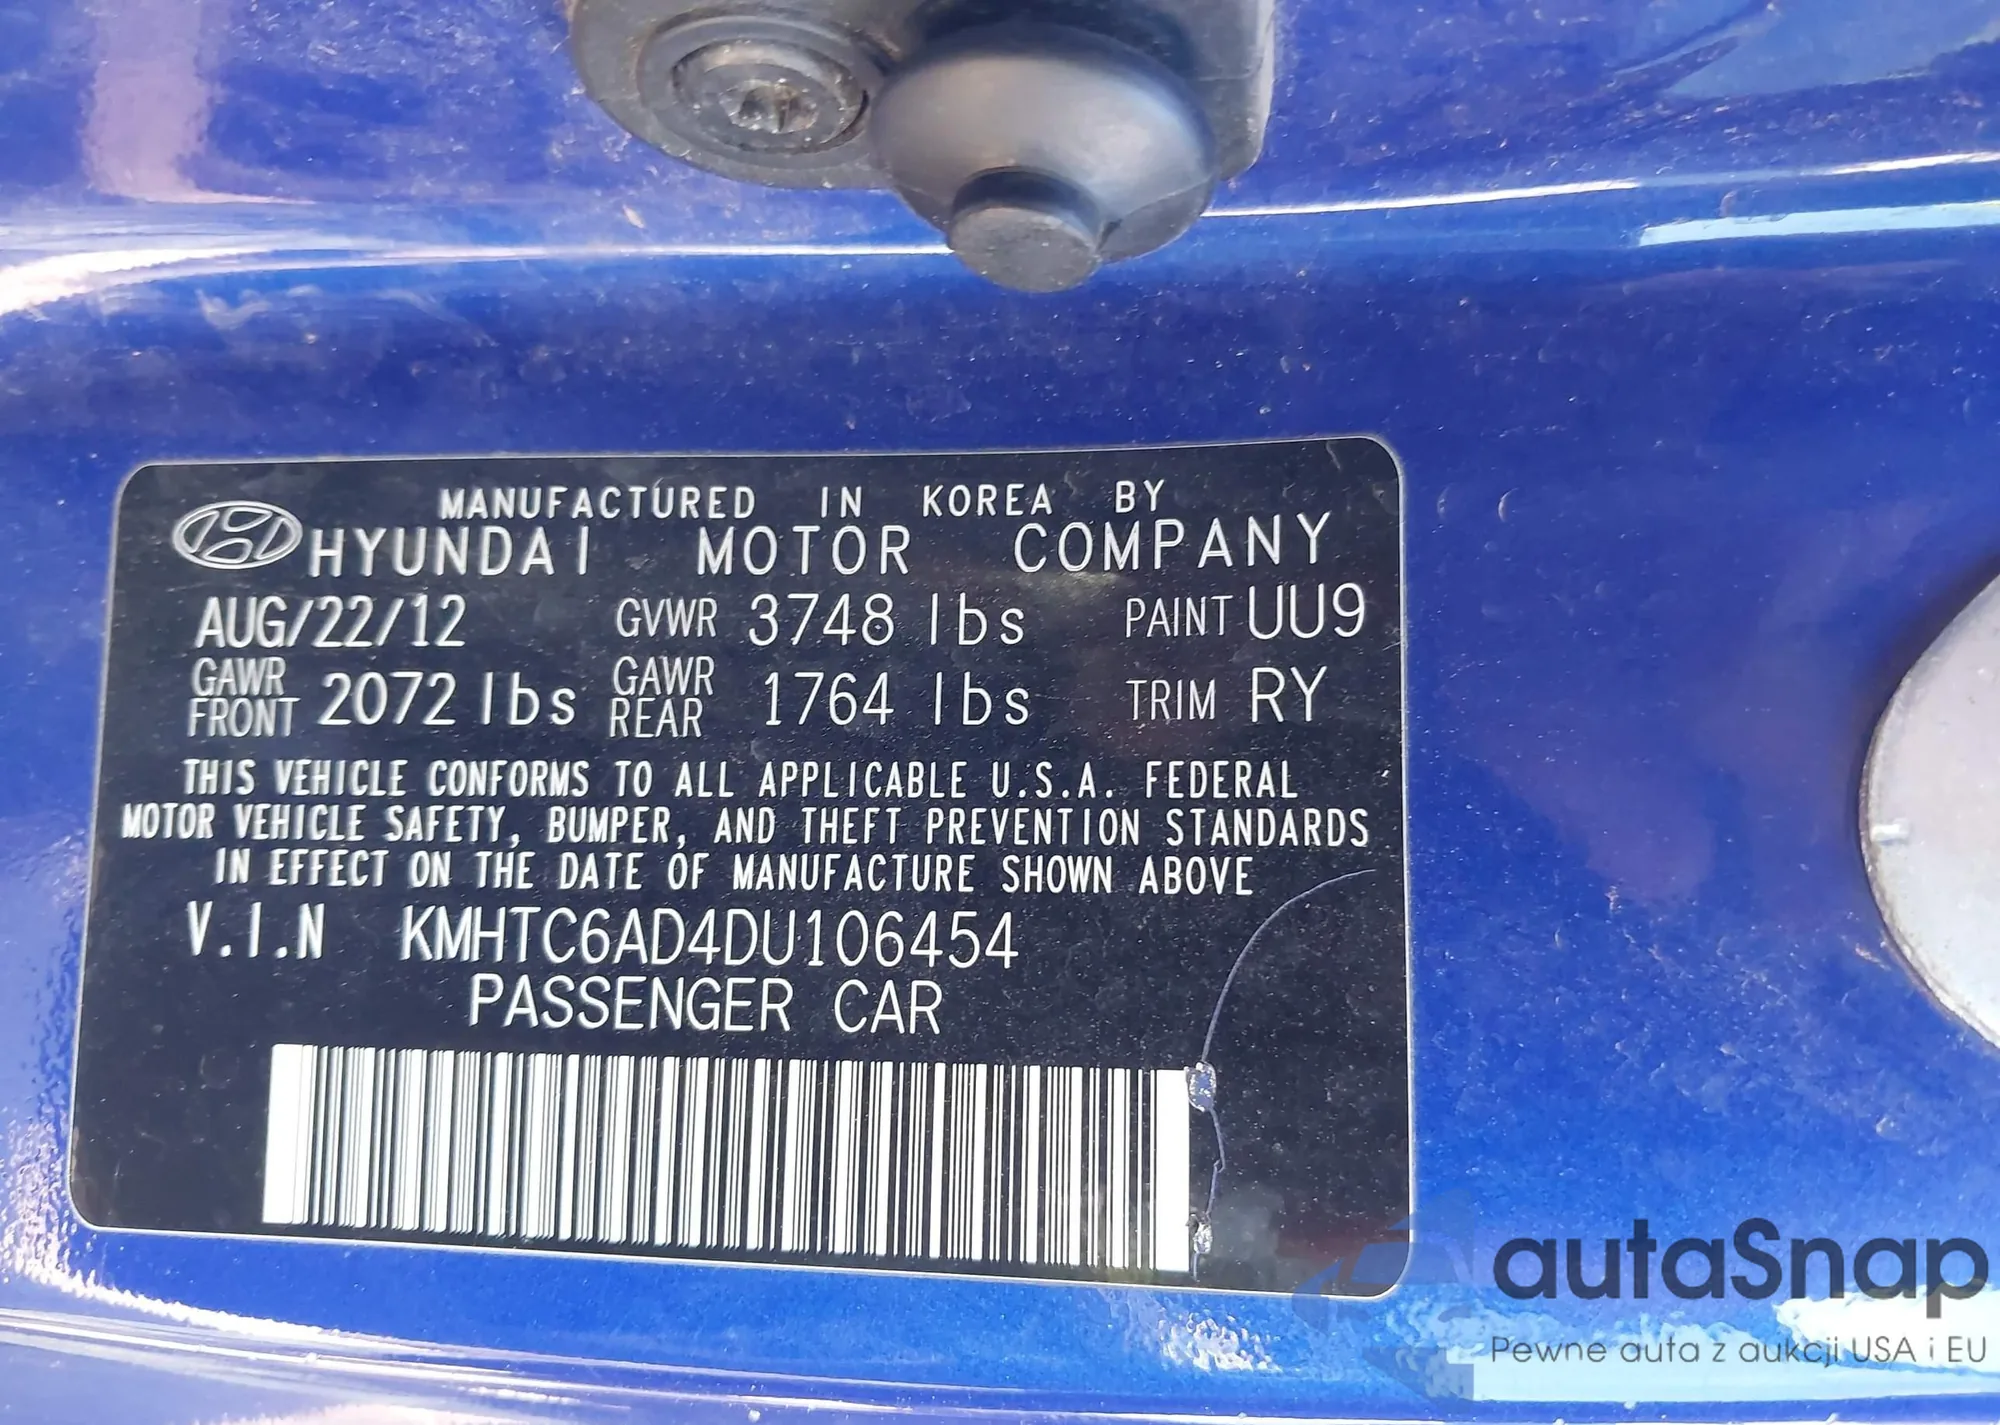 MANUFACTURED IN KOREA BY
HYUNDAI MOTOR COMPANY
AUG/22/12 GVWR 3748 lbs PAINT UU9
GAWR FRONT 2072 lbs GAWR REAR 1764 lbs TRIM RY
THIS VEHICLE CONFORMS TO ALL APPLICABLE U.S.A. FEDERAL
MOTOR VEHICLE SAFETY, BUMPER, AND THEFT PREVENTION STANDARDS
IN EFFECT ON THE DATE OF MANUFACTURE SHOWN ABOVE
V.I.N KMHTC6AD4DU106454
PASSENGER CAR
autaSnap
Pewne auta z aukcji USA i EU